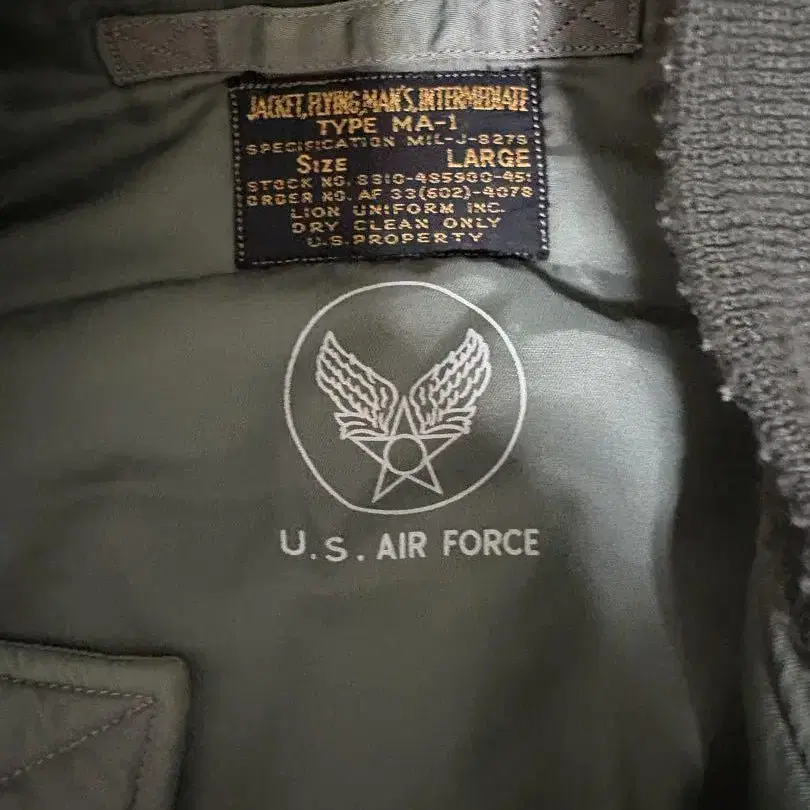 JACKET, FLYING MAN'S, INTERMEDIATE
TYPE MA-1
SPECIFICATION MIL-J-8279
SIZE LARGE
STOCK NO. 8310-485900-451
ORDER NO. AF 33(602)-4078
LION UNIFORM INC.
DRY CLEAN ONLY
U.S. PROPERTY
U.S. AIR FORCE